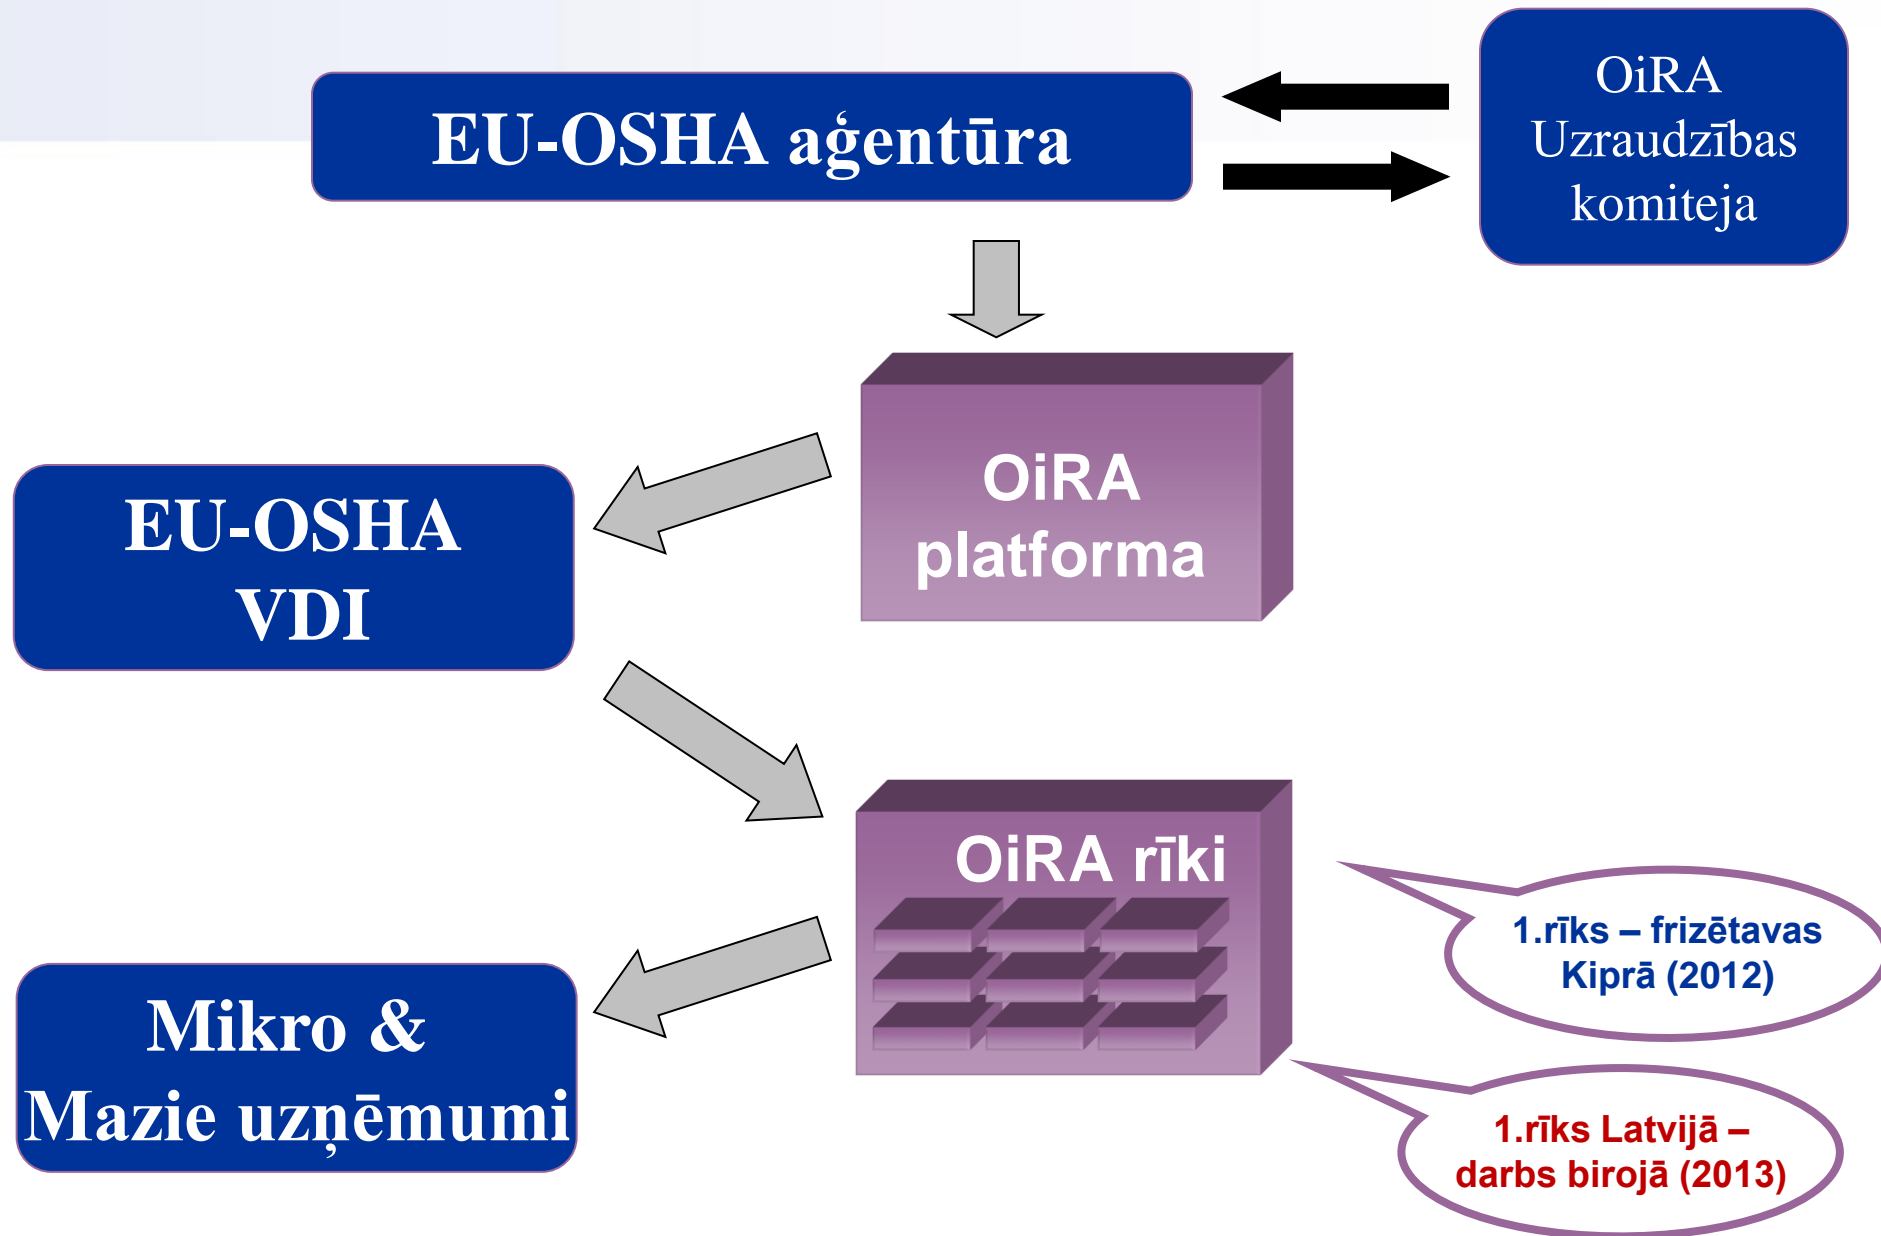 EU-OSHA aģentūra
OiRA
Uzraudzības
komiteja
OiRA
platforma
EU-OSHA
VDI
OiRA rīki
1.rīks – frizētavas
Kiprā (2012)
Mikro &
Mazie uzņēmumi
1.rīks Latvijā –
darbs birojā (2013)